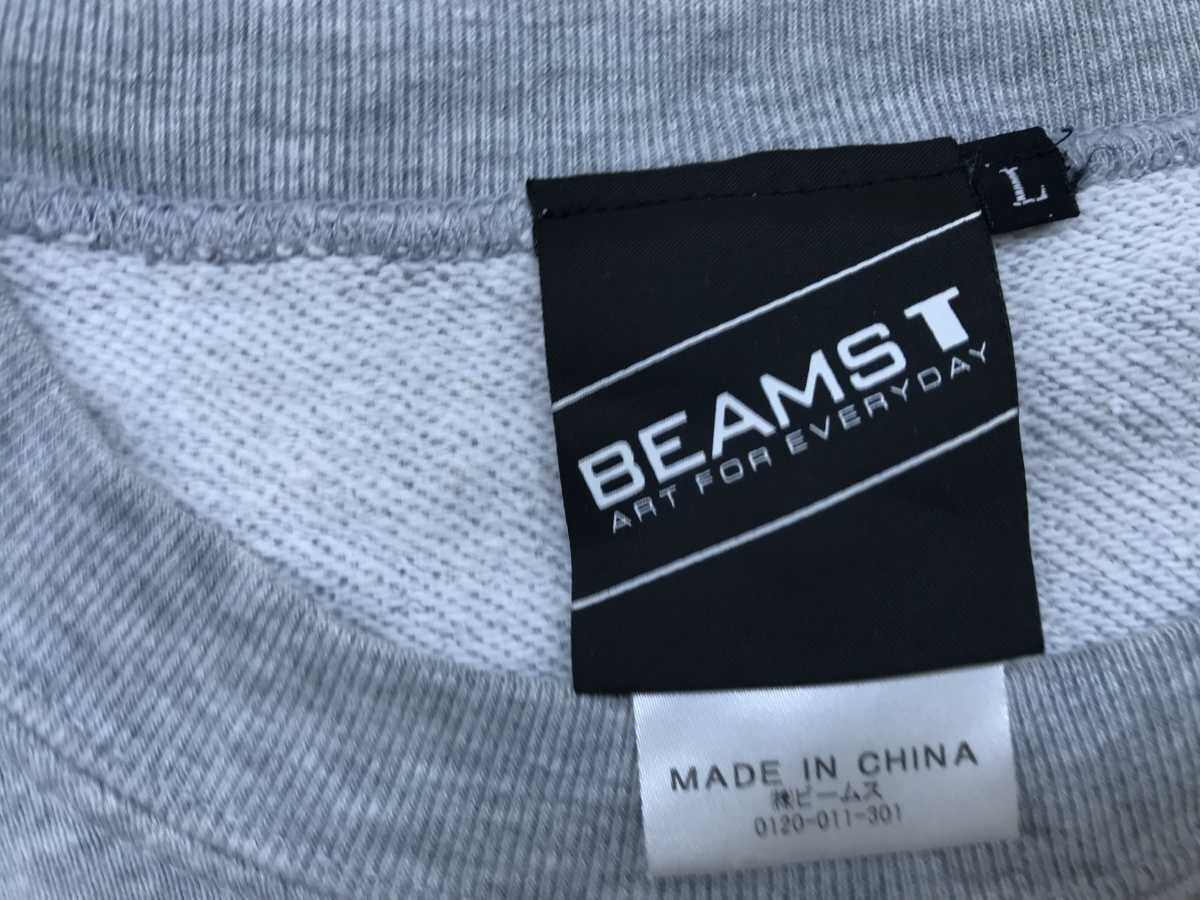 L
BEAMS T
ART FOR EVERYDAY
MADE IN CHINA
㈱ビームス
0120-011-301